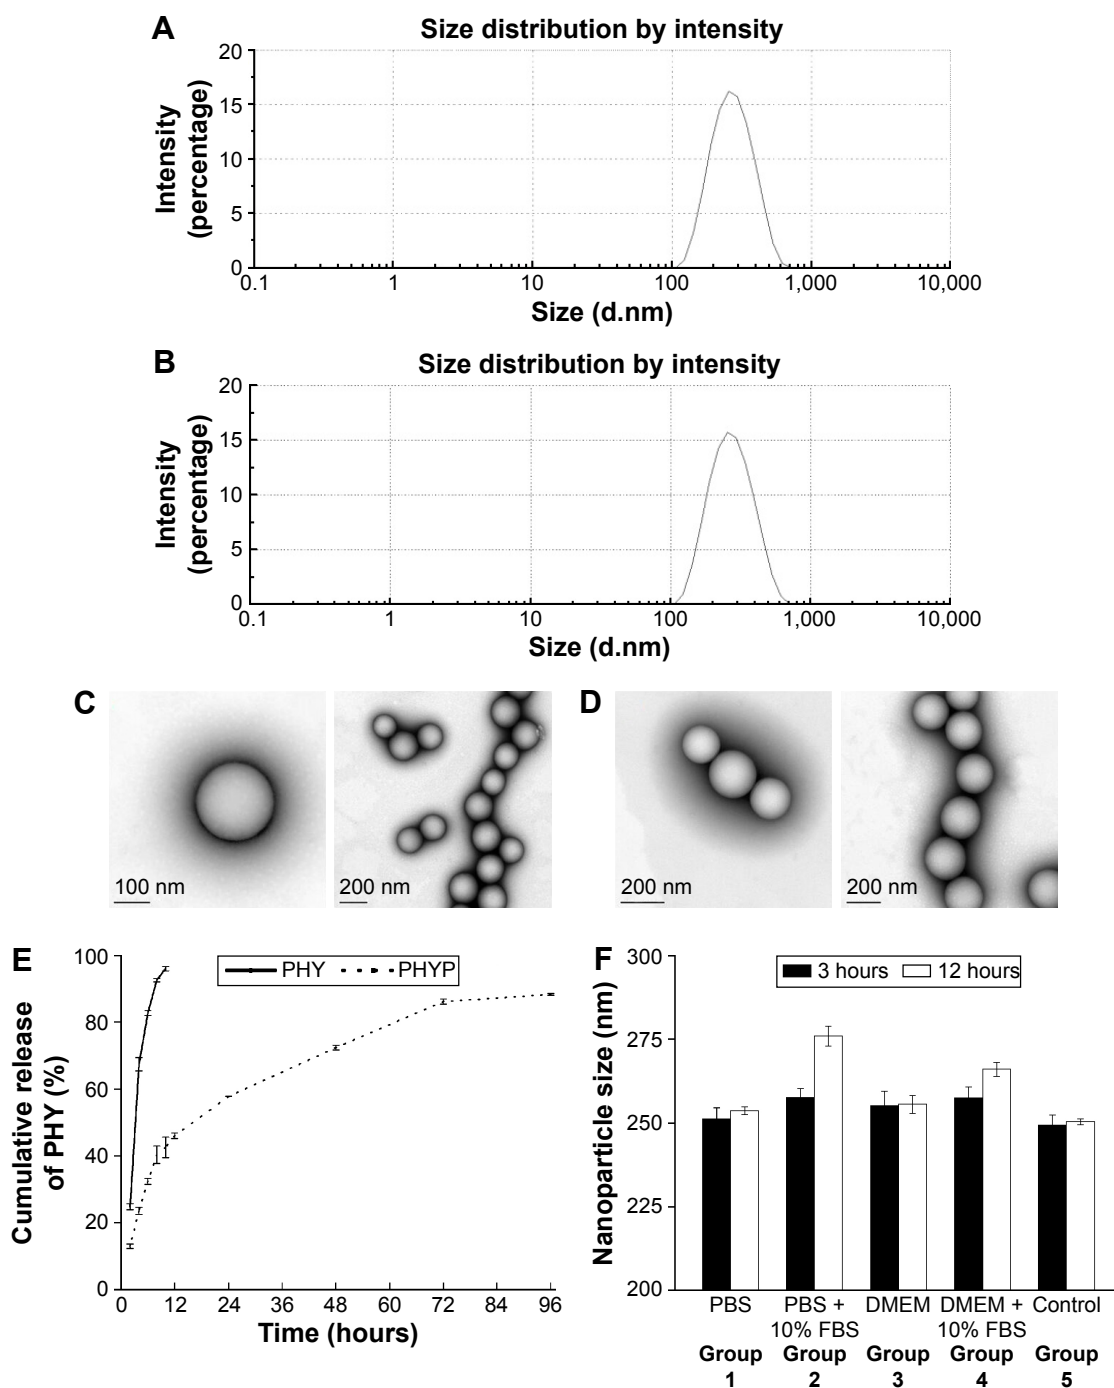 A
Size distribution by intensity
Intensity
(percentage)
20
15
10
5
0
0.1
1
10
100
1,000
10,000
Size (d.nm)
B
Size distribution by intensity
Intensity
(percentage)
20
15
10
5
0
0.1
1
10
100
1,000
10,000
Size (d.nm)
C
100 nm
200 nm
D
200 nm
200 nm
E
PHY
PHYP
Cumulative release
of PHY (%)
100
80
60
40
20
0
0
12
24
36
48
60
72
84
96
Time (hours)
F
3 hours
12 hours
Nanoparticle size (nm)
300
275
250
225
200
PBS
PBS +
10% FBS
DMEM
DMEM +
10% FBS
Control
Group
1
Group
2
Group
3
Group
4
Group
5